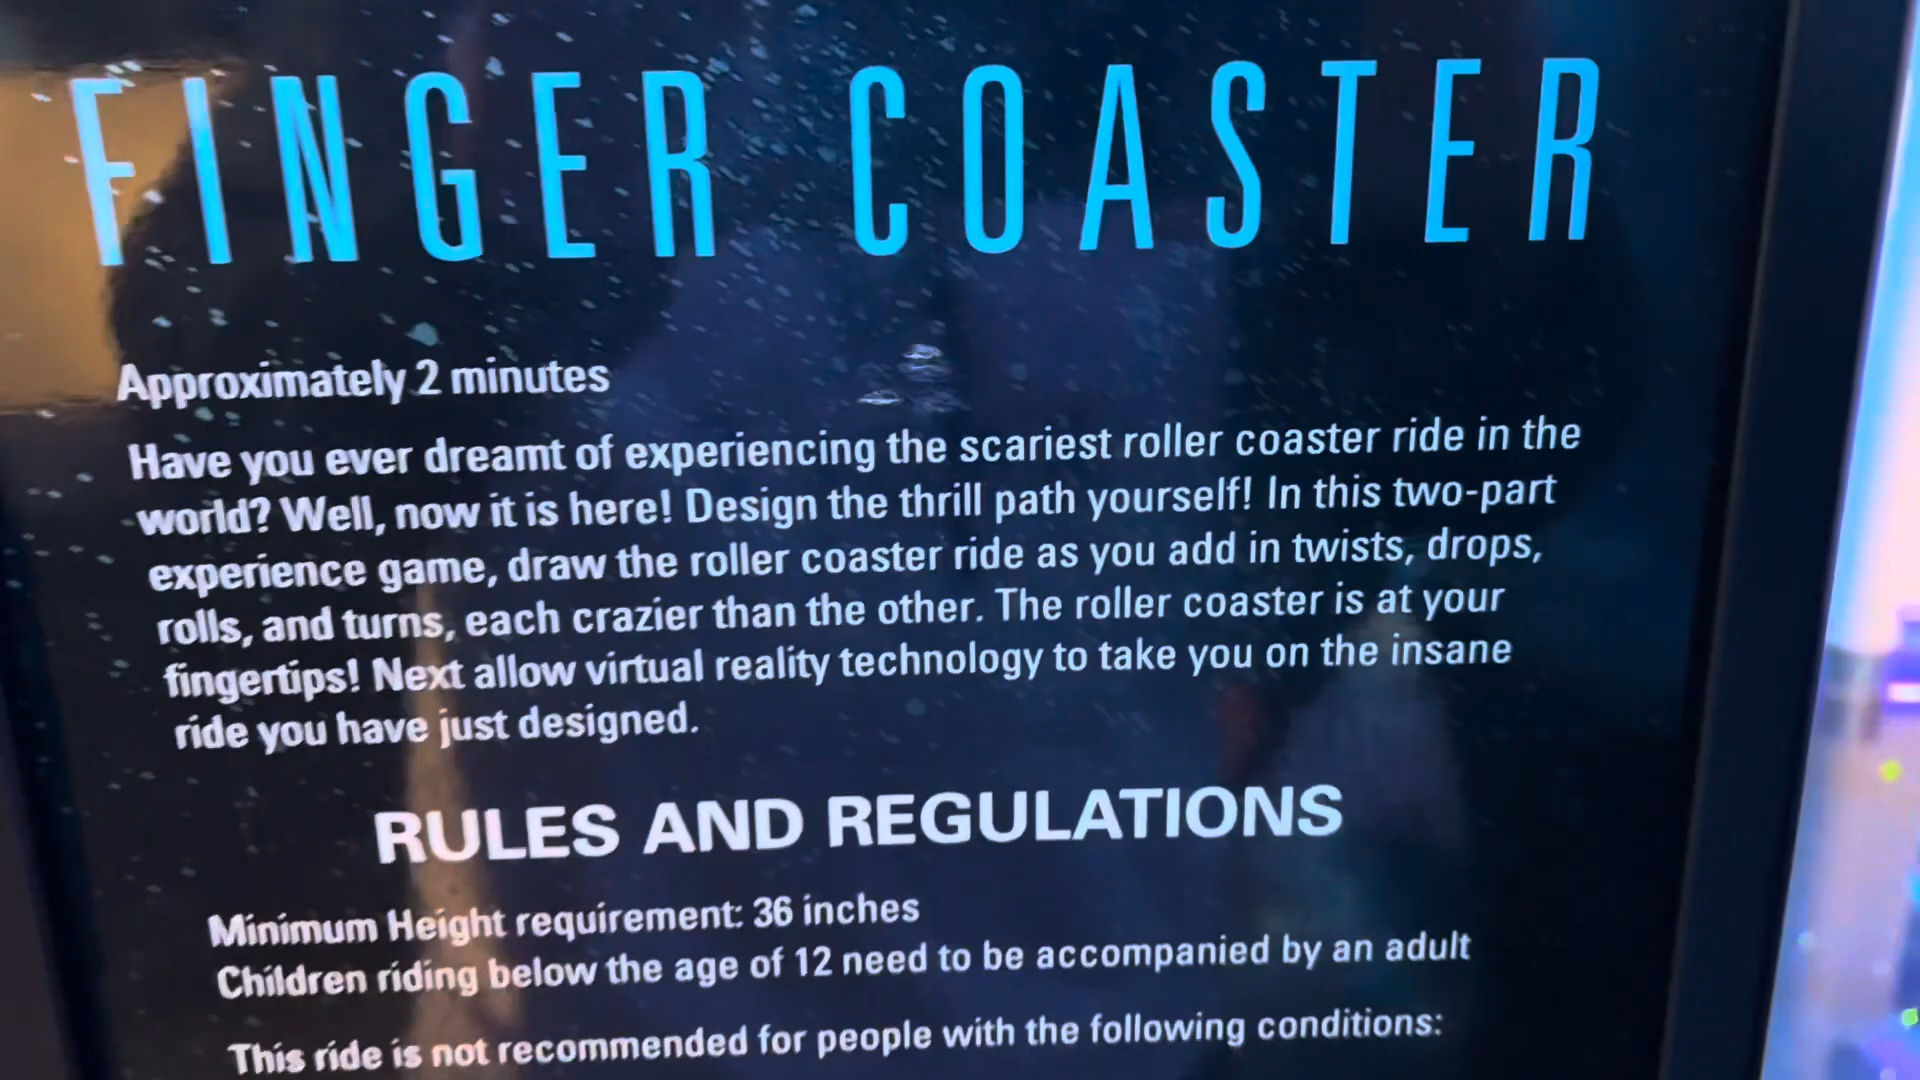 FINGER COASTER
Approximately 2 minutes
Have you ever dreamt of experiencing the scariest roller coaster ride in the
world? Well, now it is here! Design the thrill path yourself! In this two-part
experience game, draw the roller coaster ride as you add in twists, drops,
rolls, and turns, each crazier than the other. The roller coaster is at your
fingertips! Next allow virtual reality technology to take you on the insane
ride you have just designed.
RULES AND REGULATIONS
Minimum Height requirement: 36 inches
Children riding below the age of 12 need to be accompanied by an adult
This ride is not recommended for people with the following conditions: